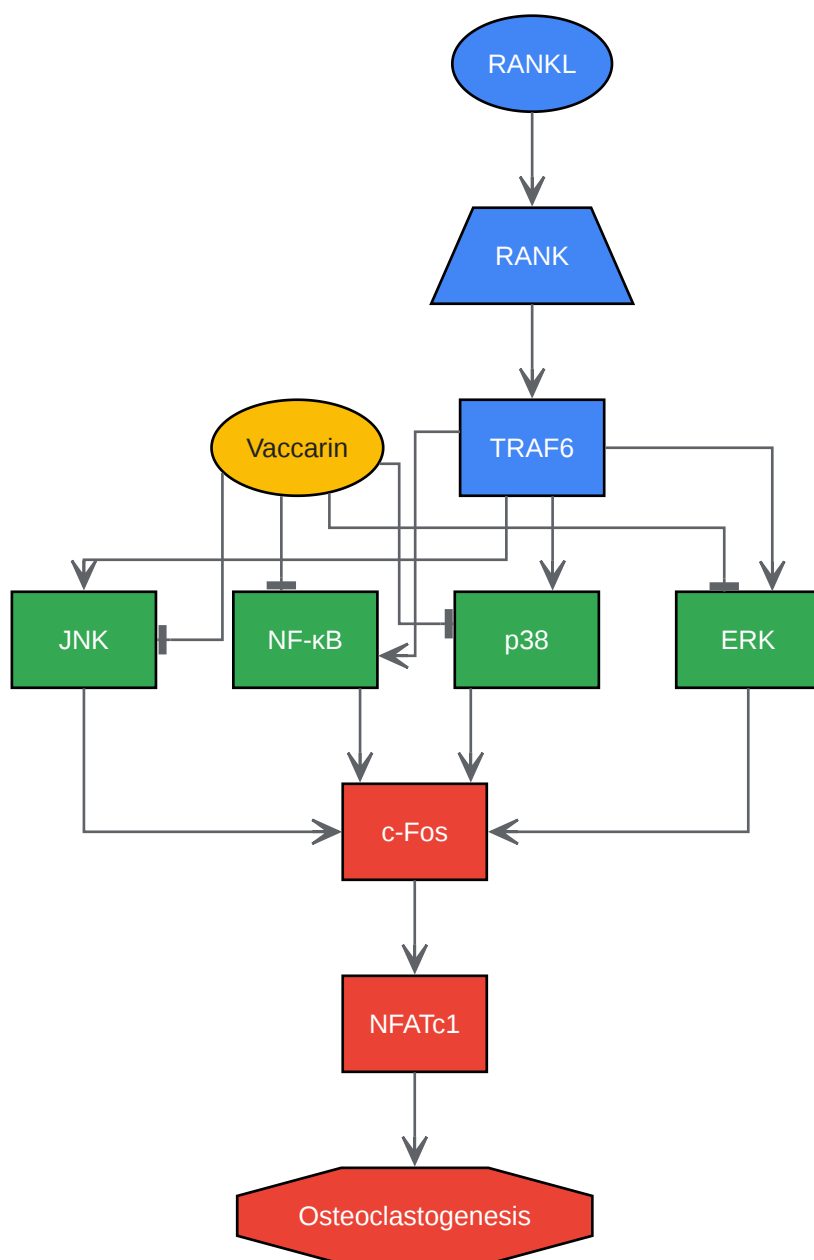 RANKL
RANK
Vaccarin
TRAF6
JNK
NF-κB
p38
ERK
c-Fos
NFATc1
Osteoclastogenesis